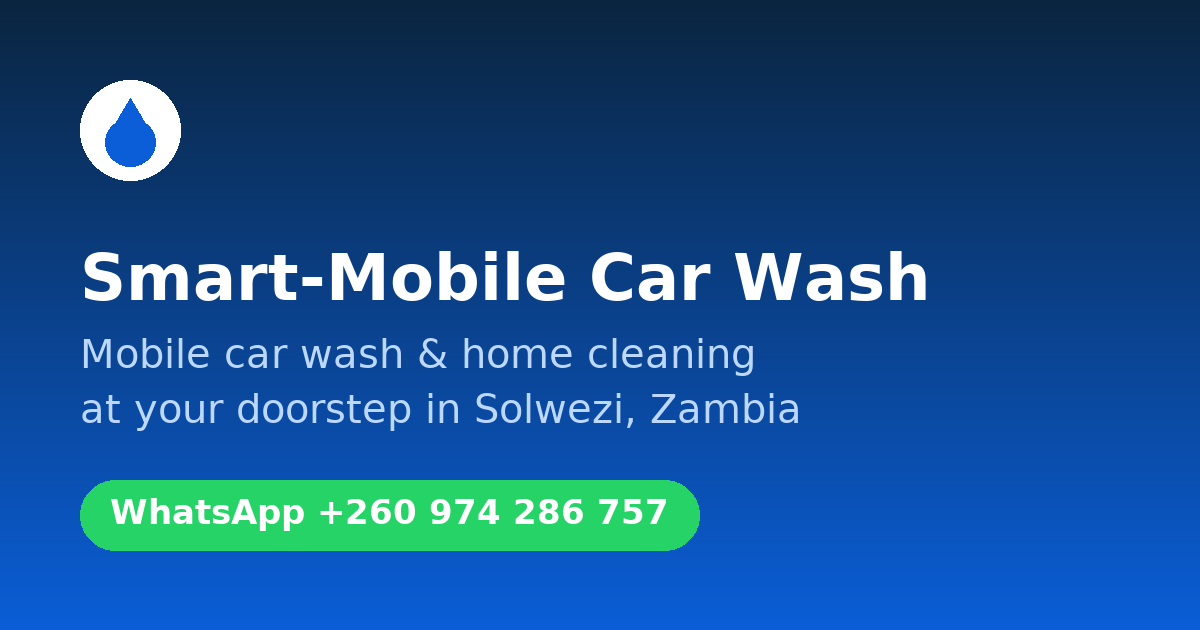 Smart-Mobile Car Wash
Mobile car wash & home cleaning
at your doorstep in Solwezi, Zambia
WhatsApp +260 974 286 757